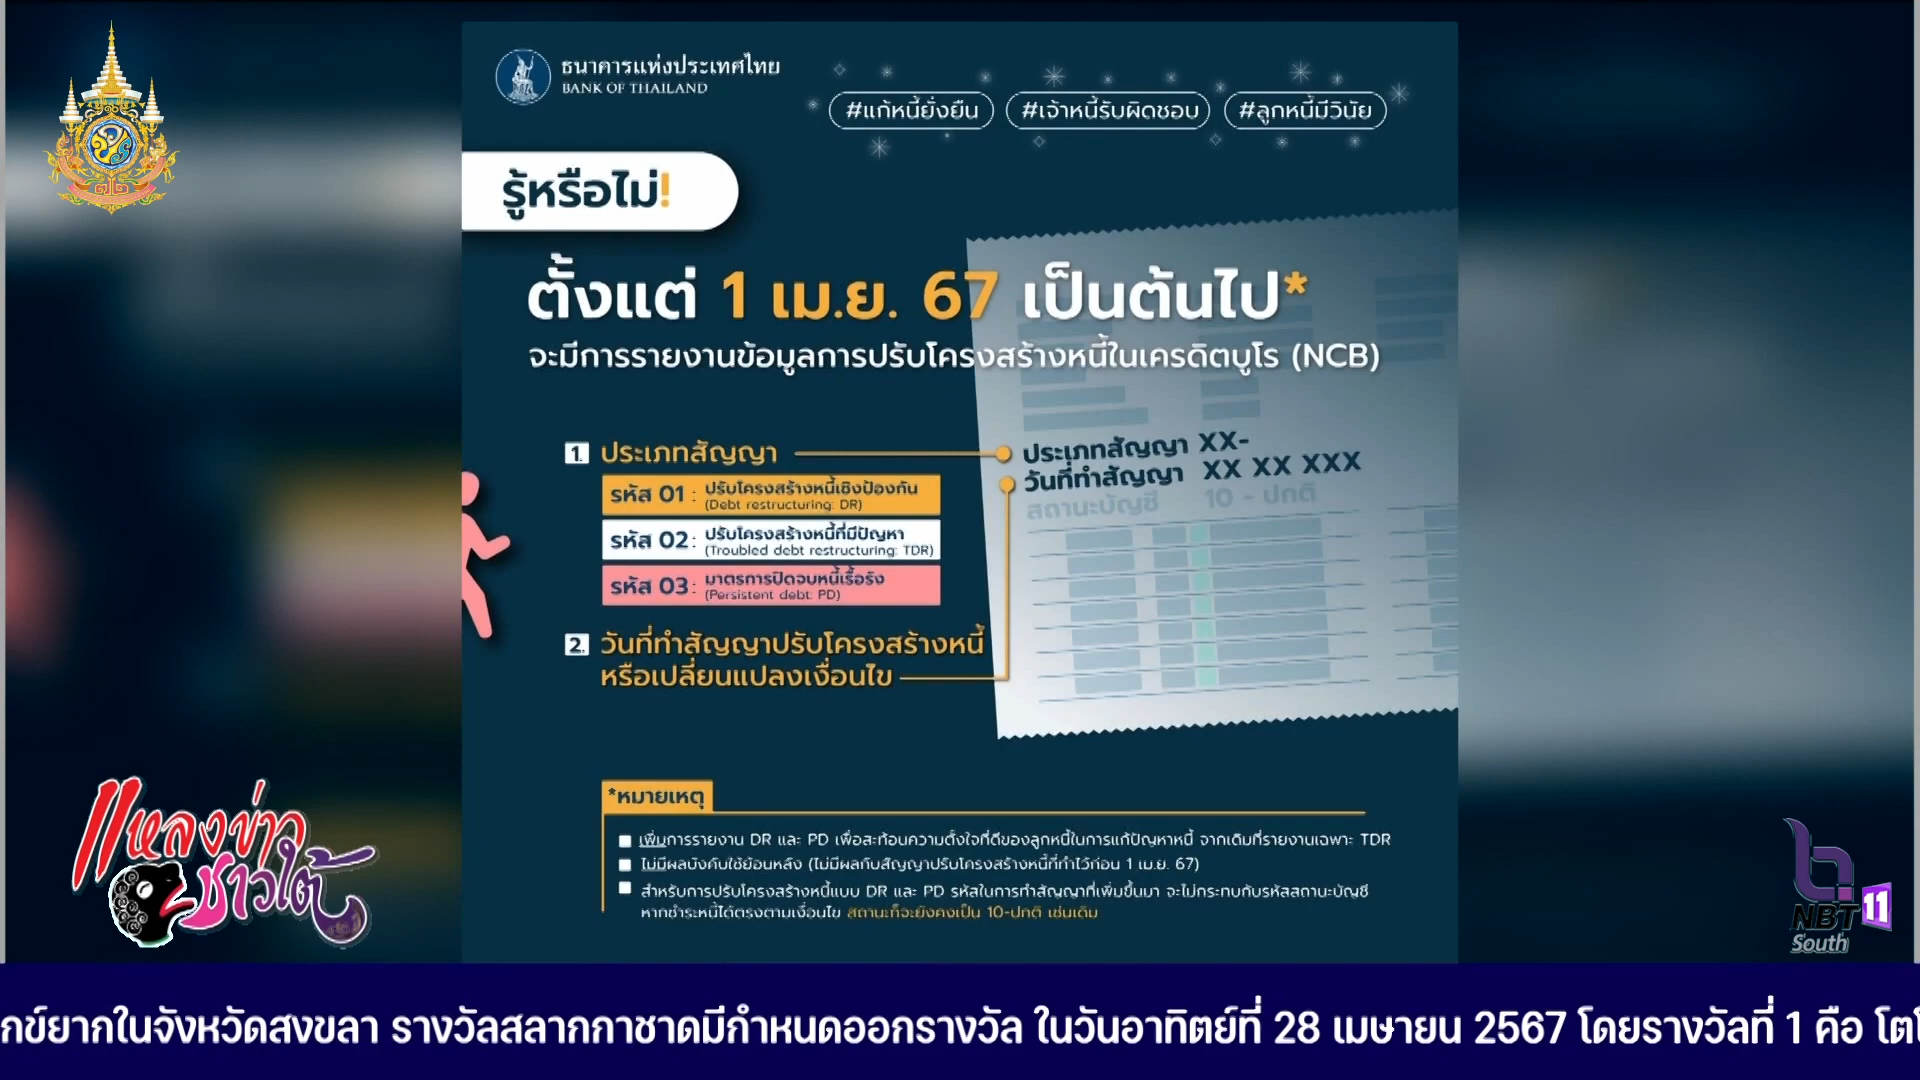 ธนาคารแห่งประเทศไทย
BANK OF THAILAND
#แก้หนี้ยั่งยืน #เจ้าหนี้รับผิดชอบ #ลูกหนี้มีวินัย
รู้หรือไม่!
ตั้งแต่ 1 เม.ย. 67 เป็นต้นไป*
จะมีการรายงานข้อมูลการปรับโครงสร้างหนี้ในเครดิตบูโร (NCB)
1. ประเภทสัญญา
รหัส 01 : ปรับโครงสร้างหนี้เชิงป้องกัน
(Debt restructuring: DR)
รหัส 02 : ปรับโครงสร้างหนี้ที่มีปัญหา
(Troubled debt restructuring: TDR)
รหัส 03 : มาตรการปิดจบหนี้เรื้อรัง
(Persistent debt: PD)
2. วันที่ทำสัญญาปรับโครงสร้างหนี้
หรือเปลี่ยนแปลงเงื่อนไข
ประเภทสัญญา XX-
วันที่ทำสัญญา XX XX XXX
สถานะบัญชี 10 - ปกติ
*หมายเหตุ
เพิ่มการรายงาน DR และ PD เพื่อสะท้อนความตั้งใจที่ดีของลูกหนี้ในการแก้ปัญหาหนี้ จากเดิมที่รายงานเฉพาะ TDR
ไม่มีผลบังคับใช้ย้อนหลัง (ไม่มีผลกับสัญญาปรับโครงสร้างหนี้ที่ทำไว้ก่อน 1 เม.ย. 67)
สำหรับการปรับโครงสร้างหนี้แบบ DR และ PD รหัสในการทำสัญญาที่เพิ่มขึ้นมา จะไม่กระทบกับรหัสสถานะบัญชี
หากชำระหนี้ได้ตรงตามเงื่อนไข สถานะก็จะยังคงเป็น 10-ปกติ เช่นเดิม
แหลงข่าว
ชาวใต้
NBT 11
South
กข์ยากในจังหวัดสงขลา รางวัลสลากกาชาดมีกำหนดออกรางวัล ในวันอาทิตย์ที่ 28 เมษายน 2567 โดยรางวัลที่ 1 คือ โต